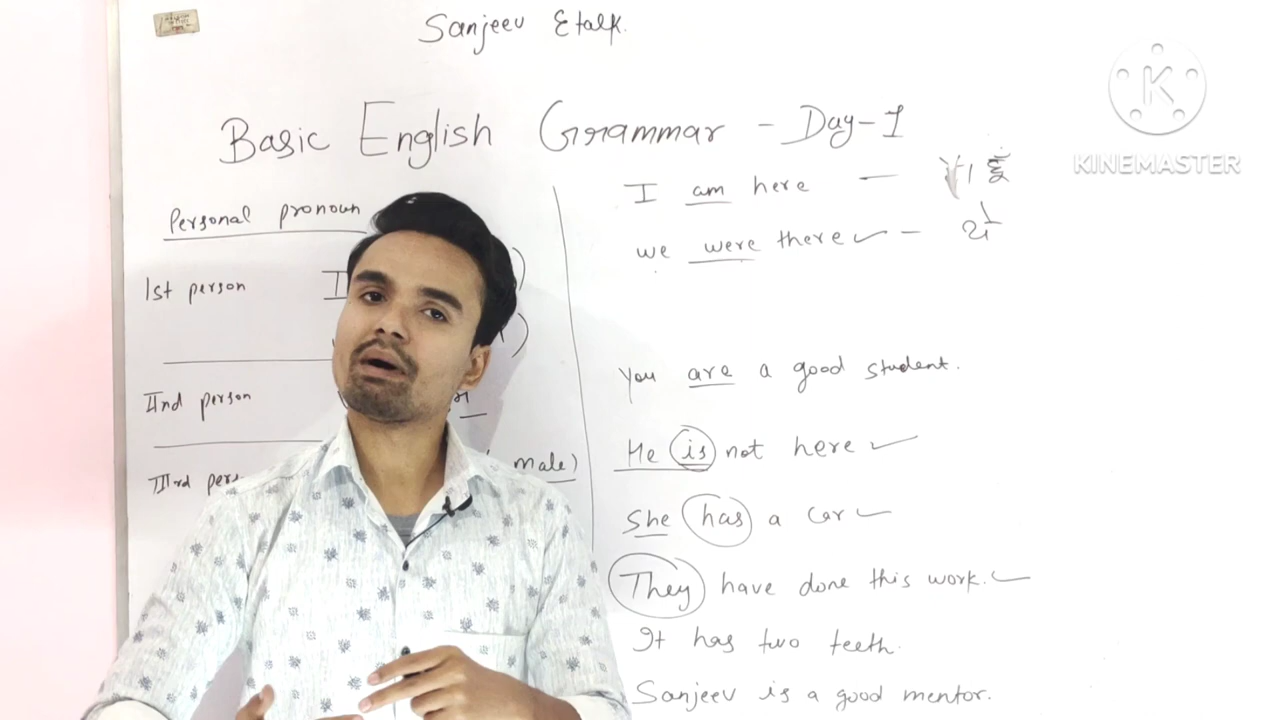 Sanjeev Etalk.
KINEMASTER
Basic English Grammar - Day-1
Personal pronoun
Ist person I
IInd person
male)
IIIrd per
I am here —
we were there ✓ —
you are a good student.
He is not here ✓
she has a car ✓
They have done this work. ✓
It has two teeth.
Sanjeev is a good mentor.